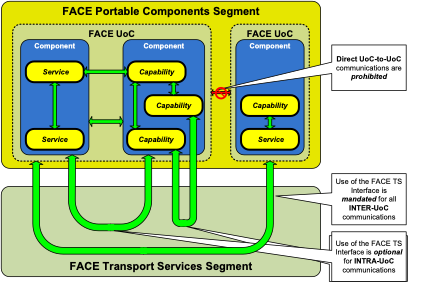 FACE Portable Components Segment
FACE UoC
FACE UoC
Component
Component
Component
Service
Capability
Capability
Capability
Service
Capability
Service
Direct UoC-to-UoC
communications are
prohibited
Use of the FACE TS
Interface is
mandated for all
INTER-UoC
communications
Use of the FACE TS
Interface is optional
for INTRA-UoC
communications
FACE Transport Services Segment